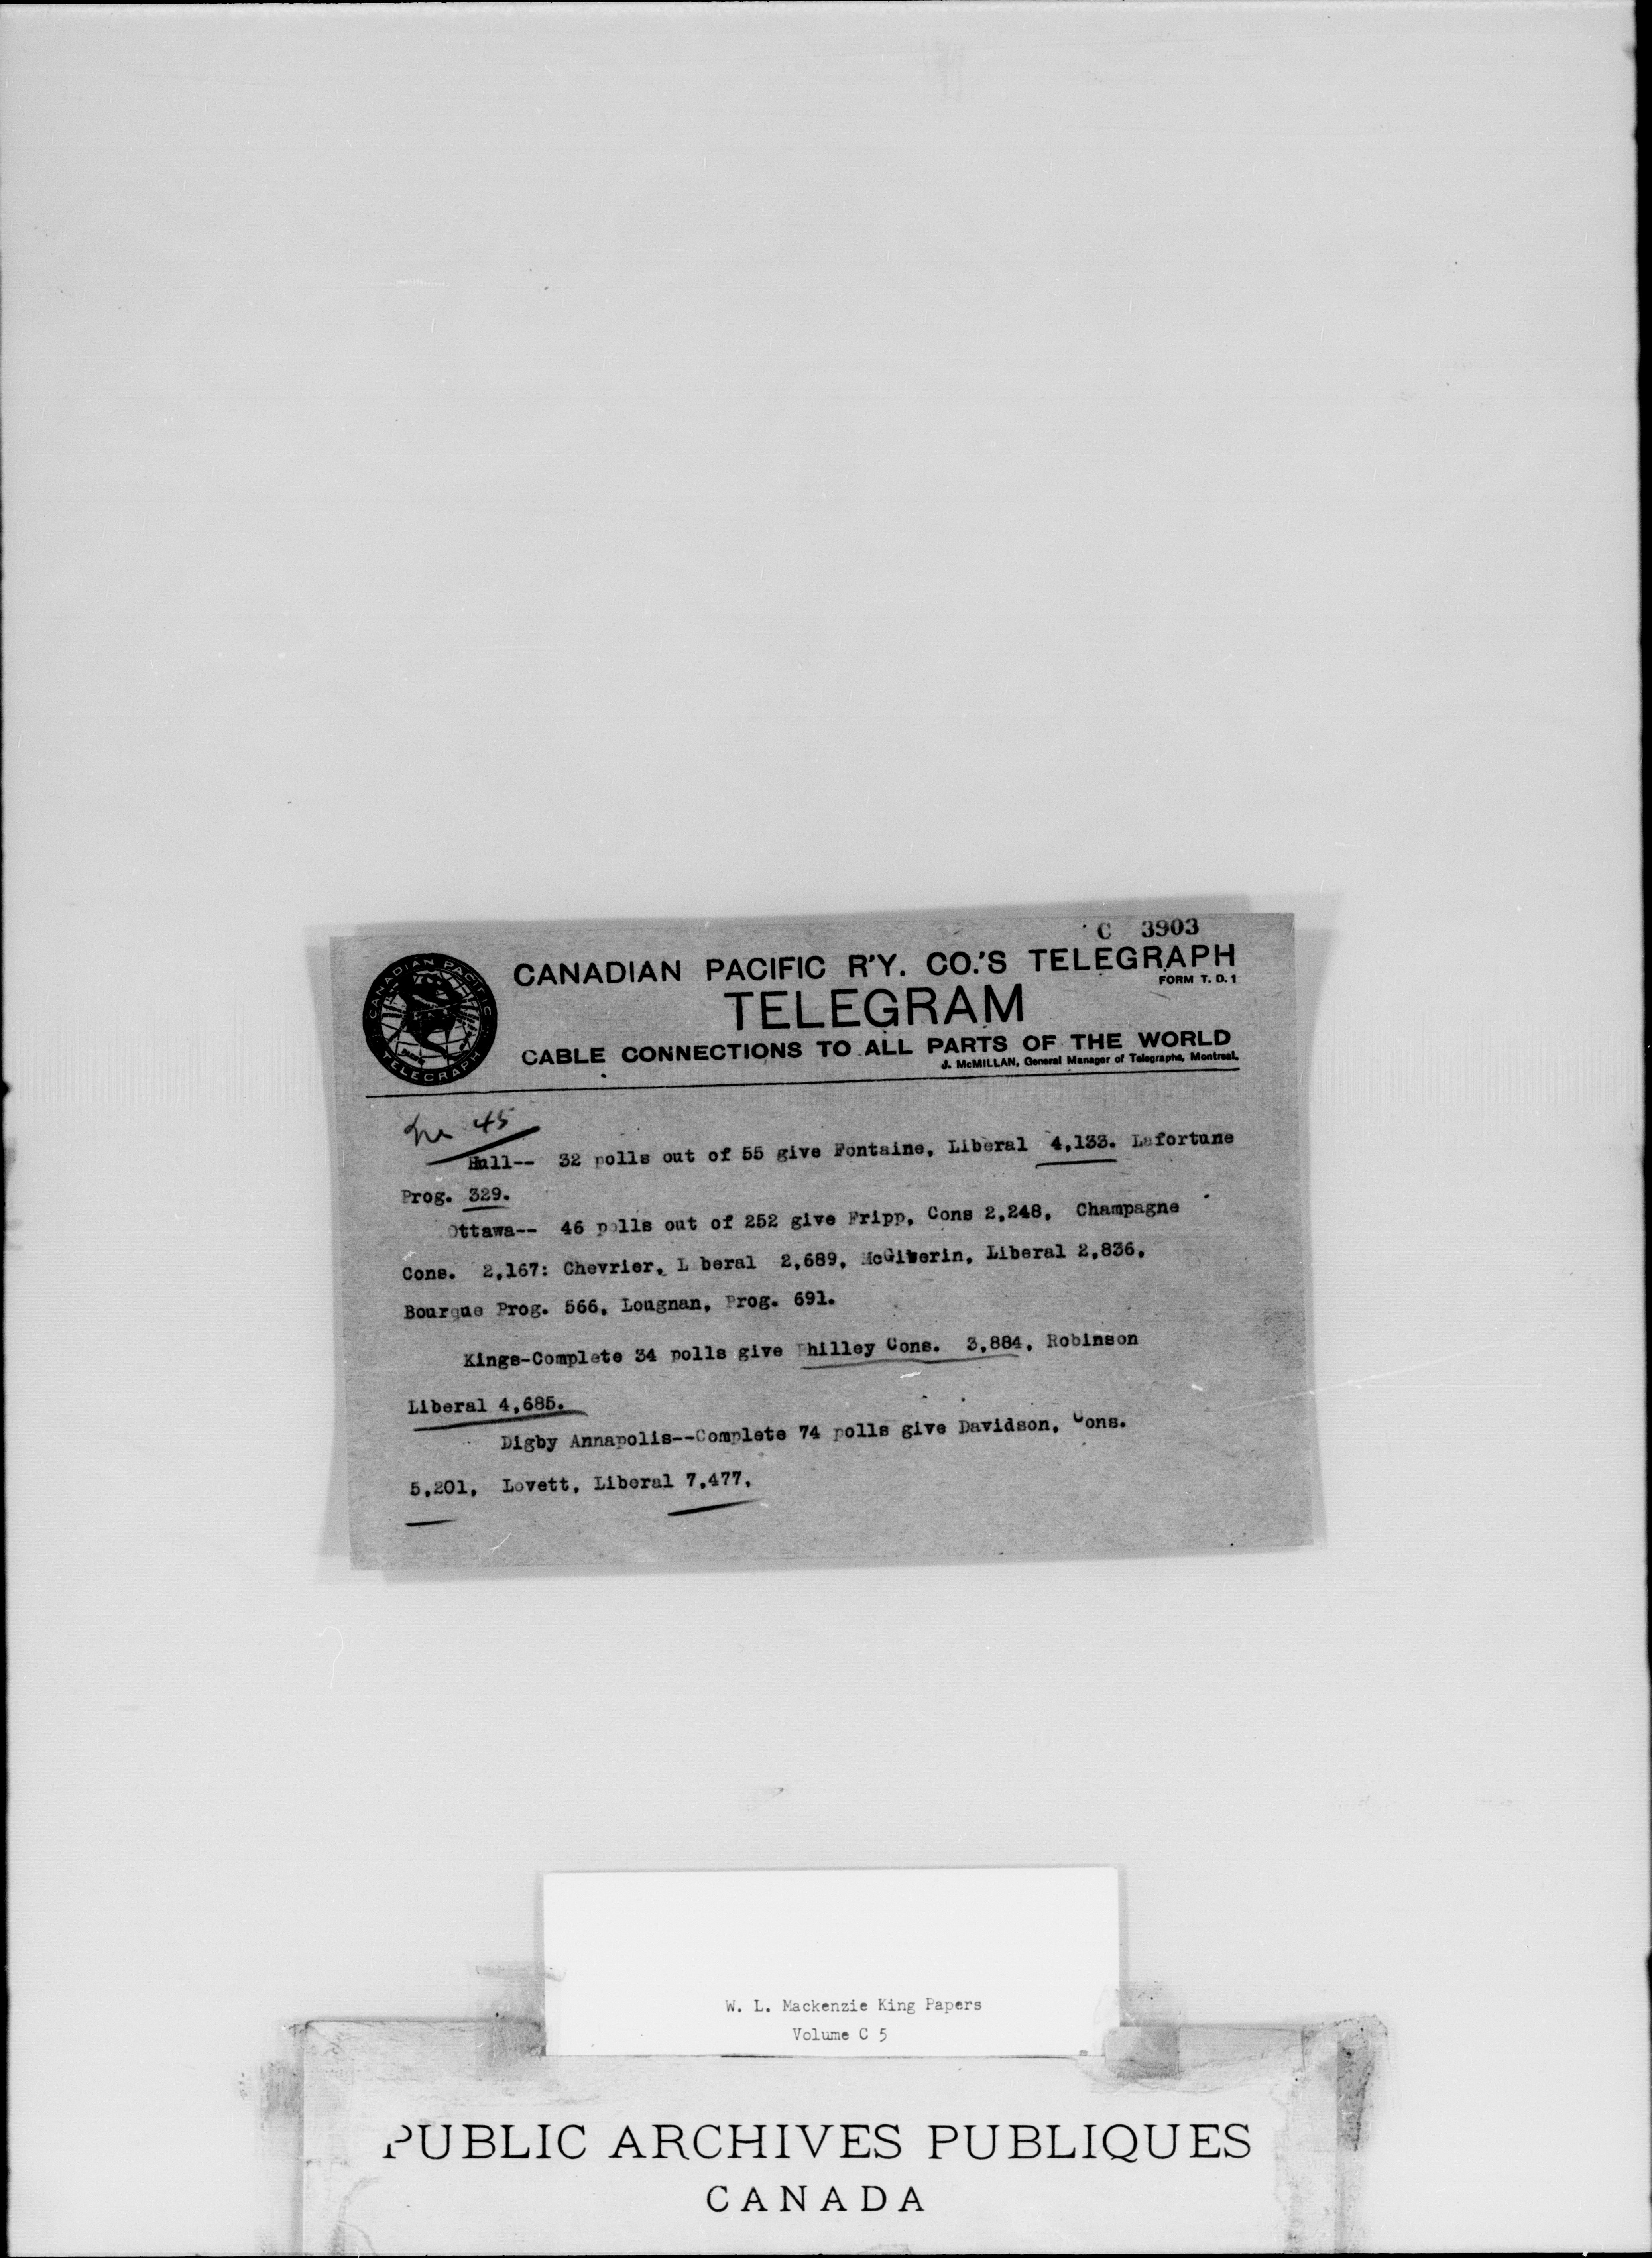 C 3903
CANADIAN PACIFIC R'Y. CO.'S TELEGRAPH
FORM T. D. 1
TELEGRAM
CABLE CONNECTIONS TO ALL PARTS OF THE WORLD
J. McMILLAN, General Manager of Telegraphs, Montreal.
CANADIAN PACIFIC
TELEGRAPH
45
Hull-- 32 polls out of 55 give Fontaine, Liberal 4,133. Lafortune
Prog. 329.
Ottawa-- 46 polls out of 252 give Fripp, Cons 2,248, Champagne
Cons. 2,167: Chevrier, L beral 2,689, McGiverin, Liberal 2,836,
Bourque Prog. 566, Lougnan, Prog. 691.
Kings-Complete 34 polls give Philley Cons. 3,884, Robinson
Liberal 4,685.
Digby Annapolis--Complete 74 polls give Davidson, Cons.
5,201, Lovett, Liberal 7,477,
W. L. Mackenzie King Papers
Volume C 5
PUBLIC ARCHIVES PUBLIQUES
CANADA